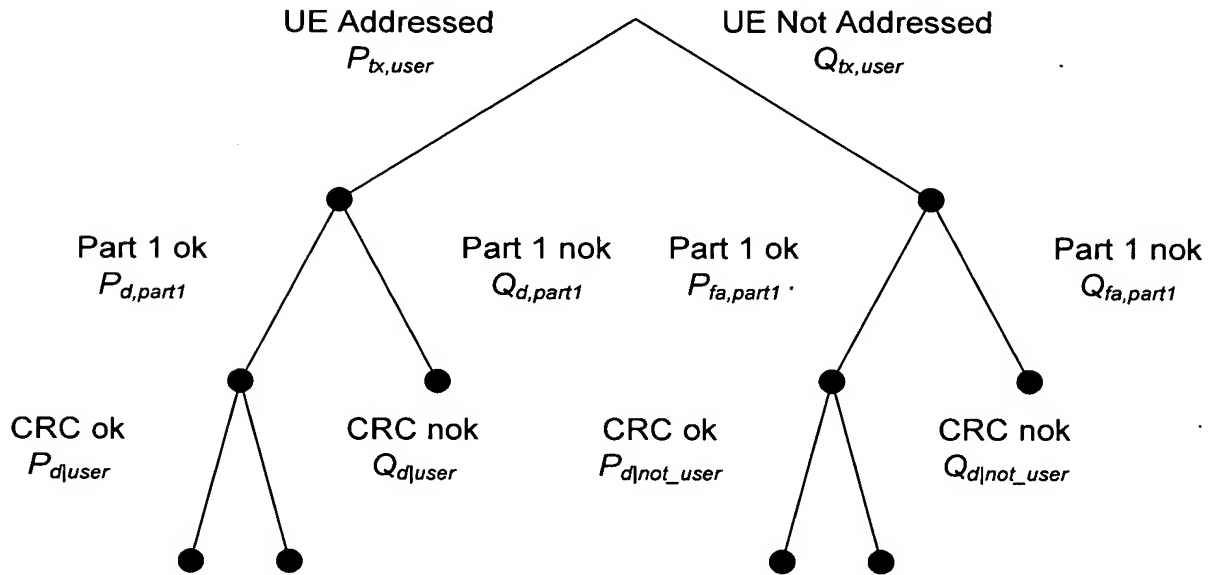 UE Addressed
P_tx,user
UE Not Addressed
Q_tx,user
Part 1 ok
P_d,part1
Part 1 nok
Q_d,part1
Part 1 ok
P_fa,part1
Part 1 nok
Q_fa,part1
CRC ok
P_d|user
CRC nok
Q_d|user
CRC ok
P_d|not_user
CRC nok
Q_d|not_user